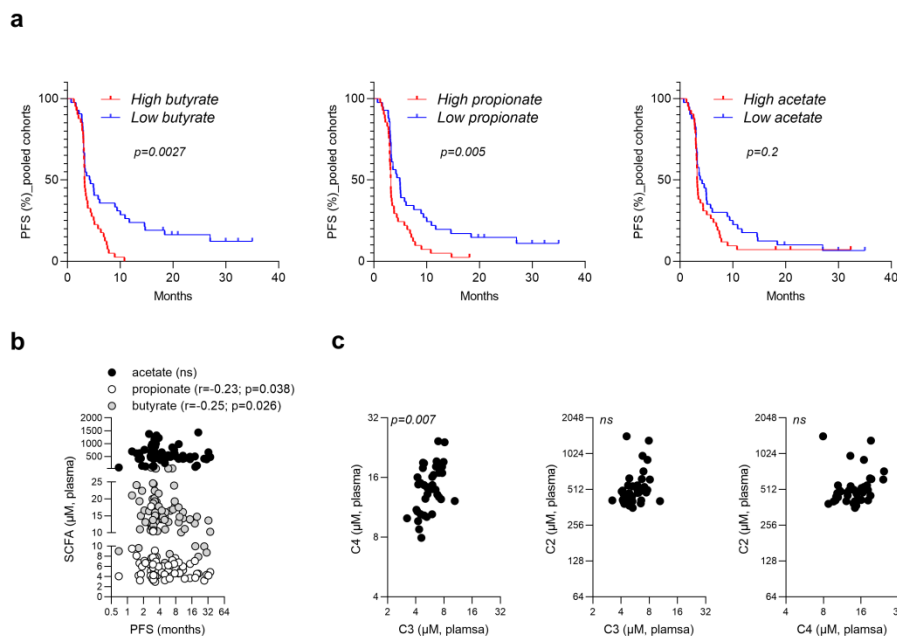 a
High butyrate
Low butyrate
p=0.0027
PFS (%)_pooled cohorts
100
50
0
0 10 20 30 40
Months
High propionate
Low propionate
p=0.005
PFS (%)_pooled cohorts
100
50
0
0 10 20 30 40
Months
High acetate
Low acetate
p=0.2
PFS (%)_pooled cohorts
100
50
0
0 10 20 30 40
Months
b
acetate (ns)
propionate (r=-0.23; p=0.038)
butyrate (r=-0.25; p=0.026)
SCFA (µM, plasma)
2000
1500
1000
500
25
20
15
10
10
8
6
4
2
0
0.5 1 2 4 8 16 32 64
PFS (months)
c
p=0.007
C4 (µM, plasma)
32
16
8
4
2 4 8 16 32
C3 (µM, plamsa)
ns
C2 (µM, plasma)
2048
1024
512
256
128
64
2 4 8 16 32
C3 (µM, plamsa)
ns
C2 (µM, plasma)
2048
1024
512
256
128
64
4 8 16 32
C4 (µM, plamsa)